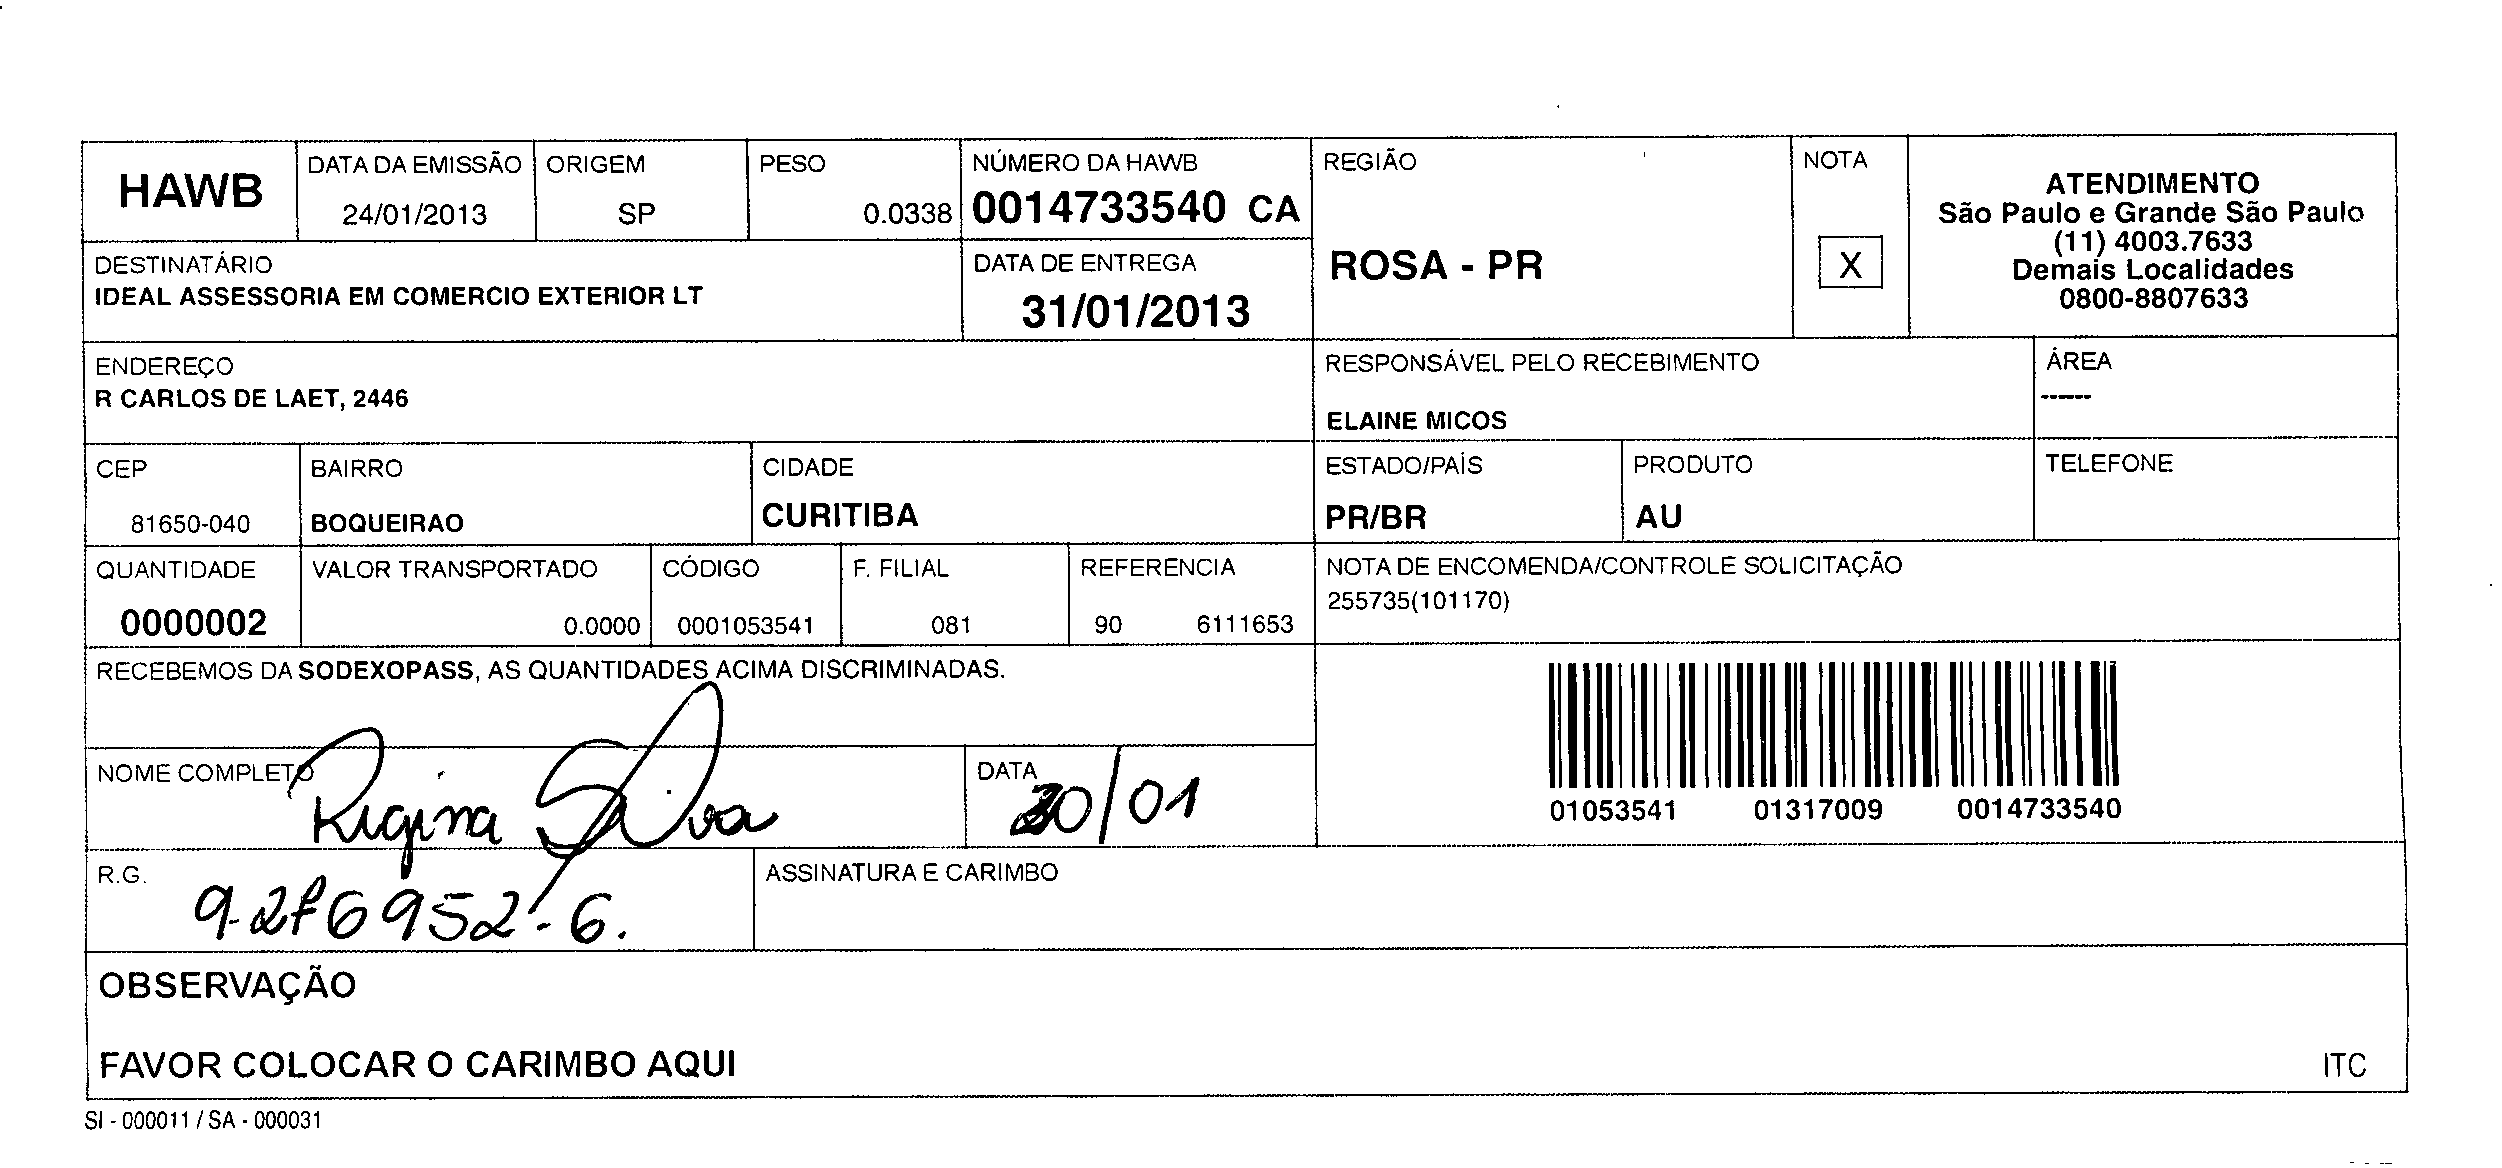 HAWB
DATA DA EMISSÃO
24/01/2013
ORIGEM
SP
PESO
0.0338
NÚMERO DA HAWB
0014733540 CA
REGIÃO
ROSA - PR
NOTA
X
ATENDIMENTO
São Paulo e Grande São Paulo
(11) 4003.7633
Demais Localidades
0800-8807633
DESTINATÁRIO
IDEAL ASSESSORIA EM COMERCIO EXTERIOR LT
DATA DE ENTREGA
31/01/2013
ENDEREÇO
R CARLOS DE LAET, 2446
RESPONSÁVEL PELO RECEBIMENTO
ELAINE MICOS
ÁREA
------
CEP
81650-040
BAIRRO
BOQUEIRAO
CIDADE
CURITIBA
ESTADO/PAÍS
PR/BR
PRODUTO
AU
TELEFONE
QUANTIDADE
0000002
VALOR TRANSPORTADO
0.0000
CÓDIGO
0001053541
F. FILIAL
081
REFERENCIA
90 6111653
NOTA DE ENCOMENDA/CONTROLE SOLICITAÇÃO
255735(101170)
RECEBEMOS DA SODEXOPASS, AS QUANTIDADES ACIMA DISCRIMINADAS.
NOME COMPLETO
Regina Silva
DATA
30/01
01053541 01317009 0014733540
R.G.
9.276952-6.
ASSINATURA E CARIMBO
OBSERVAÇÃO
FAVOR COLOCAR O CARIMBO AQUI
ITC
SI - 000011 / SA - 000031